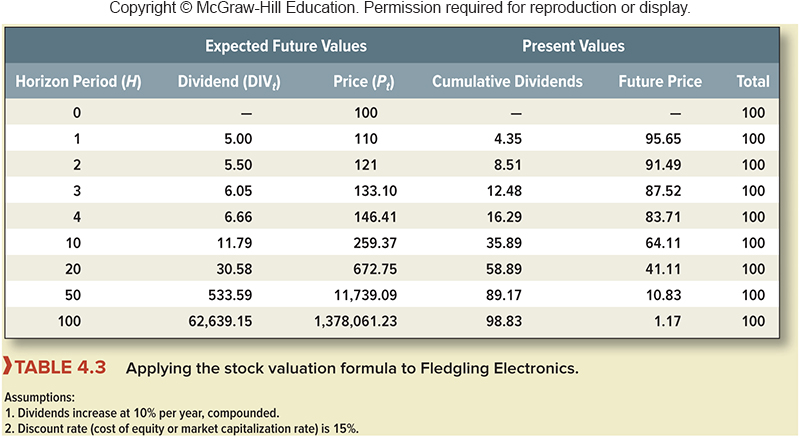 Copyright © McGraw-Hill Education. Permission required for reproduction or display.
Expected Future Values Present Values
Horizon Period (H) Dividend (DIVt) Price (Pt) Cumulative Dividends Future Price Total
0 — 100 — — 100
1 5.00 110 4.35 95.65 100
2 5.50 121 8.51 91.49 100
3 6.05 133.10 12.48 87.52 100
4 6.66 146.41 16.29 83.71 100
10 11.79 259.37 35.89 64.11 100
20 30.58 672.75 58.89 41.11 100
50 533.59 11,739.09 89.17 10.83 100
100 62,639.15 1,378,061.23 98.83 1.17 100
TABLE 4.3 Applying the stock valuation formula to Fledgling Electronics.
Assumptions:
1. Dividends increase at 10% per year, compounded.
2. Discount rate (cost of equity or market capitalization rate) is 15%.